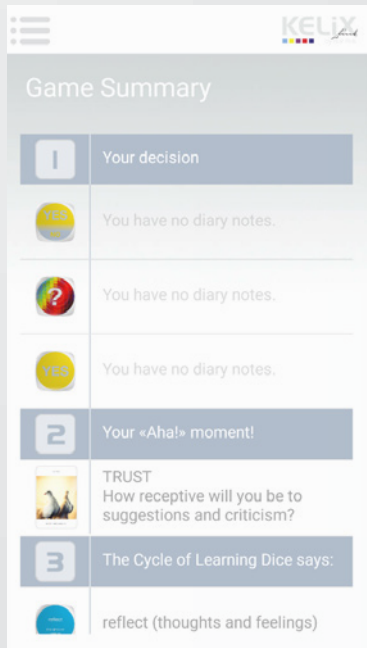 KELiX
Game Summary
1
Your decision
YES
You have no diary notes.
?
You have no diary notes.
YES
You have no diary notes.
2
Your «Aha!» moment!
TRUST
How receptive will you be to
suggestions and criticism?
3
The Cycle of Learning Dice says:
reflect (thoughts and feelings)